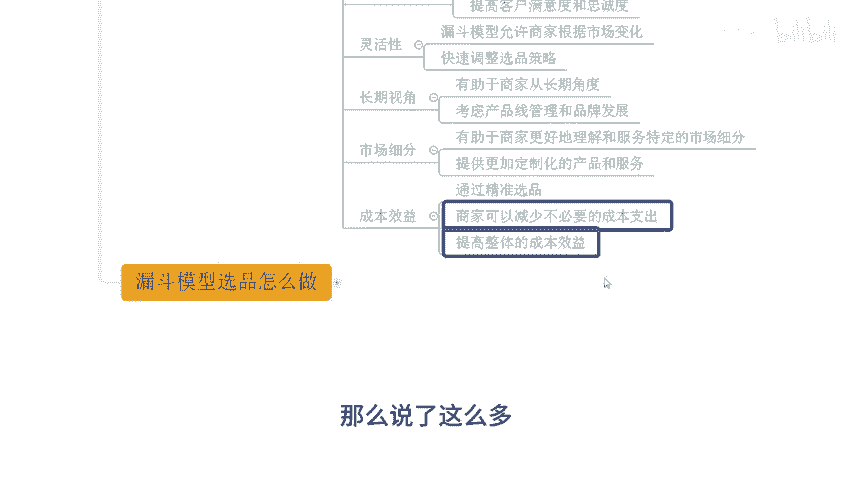 提高客户满意度和忠诚度
bilibili
灵活性
漏斗模型允许商家根据市场变化
快速调整选品策略
长期视角
有助于商家从长期角度
考虑产品线管理和品牌发展
市场细分
有助于商家更好地理解和服务特定的市场细分
提供更加定制化的产品和服务
成本效益
通过精准选品
商家可以减少不必要的成本支出
提高整体的成本效益
漏斗模型选品怎么做
那么说了这么多